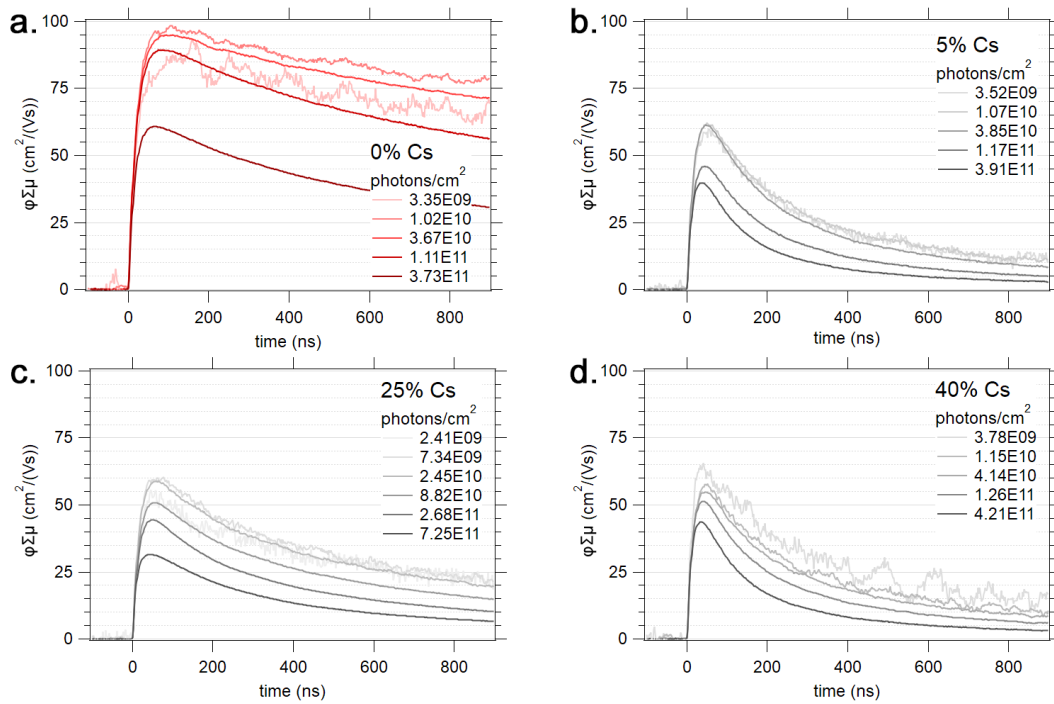 a.
φΣμ (cm²/(Vs))
100
75
50
25
0
0% Cs
photons/cm²
3.35E09
1.02E10
3.67E10
1.11E11
3.73E11
0
200
400
600
800
time (ns)
b.
φΣμ (cm²/(Vs))
100
75
50
25
0
5% Cs
photons/cm²
3.52E09
1.07E10
3.85E10
1.17E11
3.91E11
0
200
400
600
800
time (ns)
c.
φΣμ (cm²/(Vs))
100
75
50
25
0
25% Cs
photons/cm²
2.41E09
7.34E09
2.45E10
8.82E10
2.68E11
7.25E11
0
200
400
600
800
time (ns)
d.
φΣμ (cm²/(Vs))
100
75
50
25
0
40% Cs
photons/cm²
3.78E09
1.15E10
4.14E10
1.26E11
4.21E11
0
200
400
600
800
time (ns)